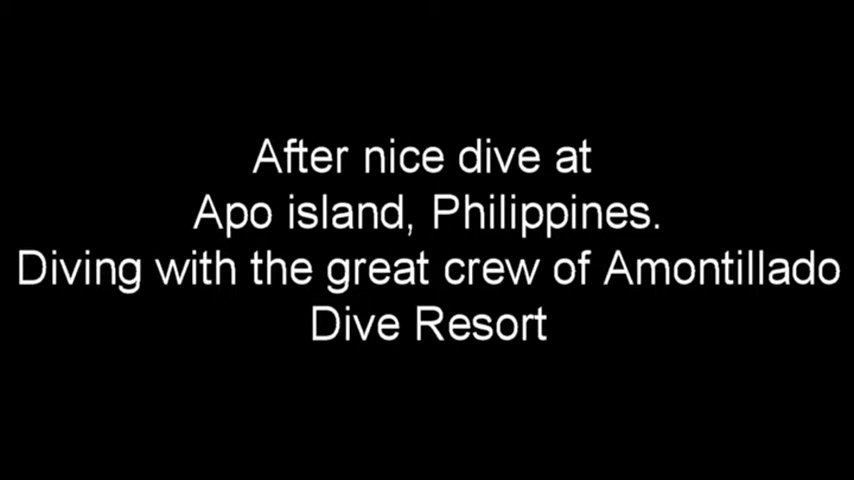 After nice dive at
Apo island, Philippines.
Diving with the great crew of Amontillado
Dive Resort